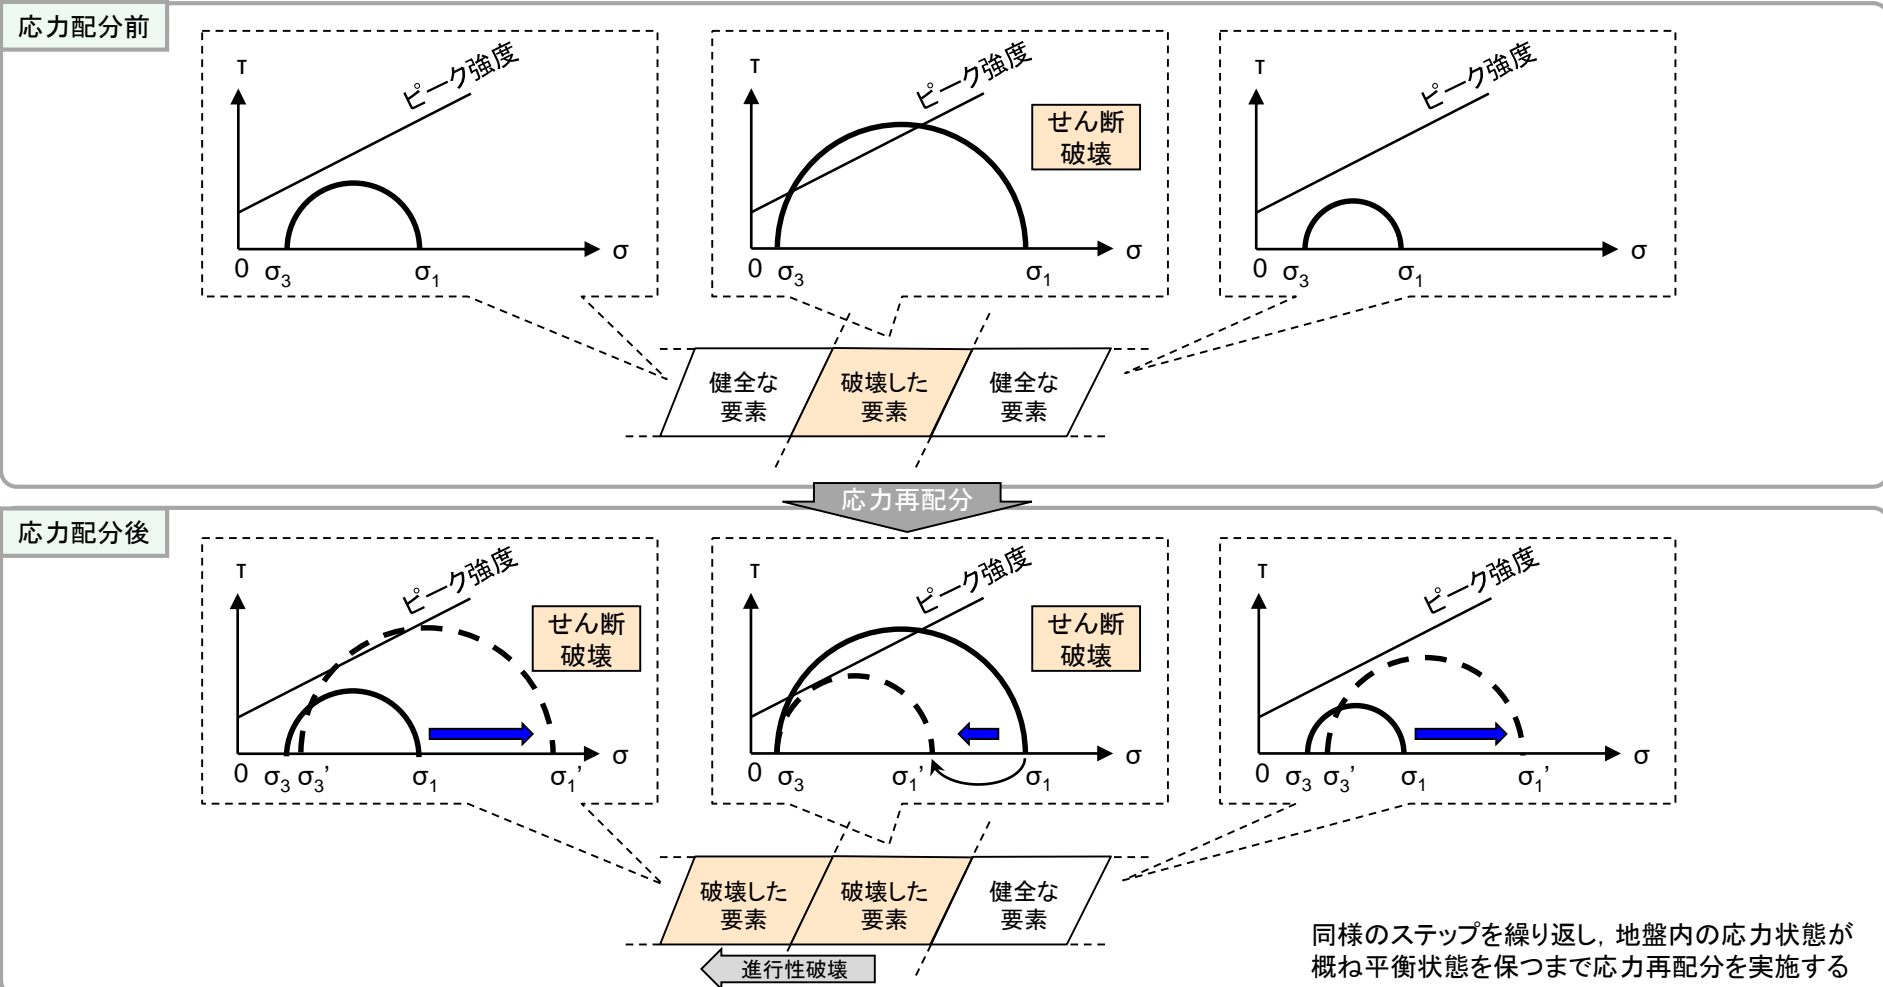 応力配分前
τ
ピーク強度
σ
0
σ3
σ1
τ
ピーク強度
せん断
破壊
σ
0
σ3
σ1
τ
ピーク強度
σ
0
σ3
σ1
健全な
要素
破壊した
要素
健全な
要素
応力再配分
応力配分後
τ
ピーク強度
せん断
破壊
σ
0
σ3
σ3’
σ1
σ1’
τ
ピーク強度
せん断
破壊
σ
0
σ3
σ1’
σ1
τ
ピーク強度
σ
0
σ3
σ3’
σ1
σ1’
破壊した
要素
破壊した
要素
健全な
要素
進行性破壊
同様のステップを繰り返し，地盤内の応力状態が
概ね平衡状態を保つまで応力再配分を実施する